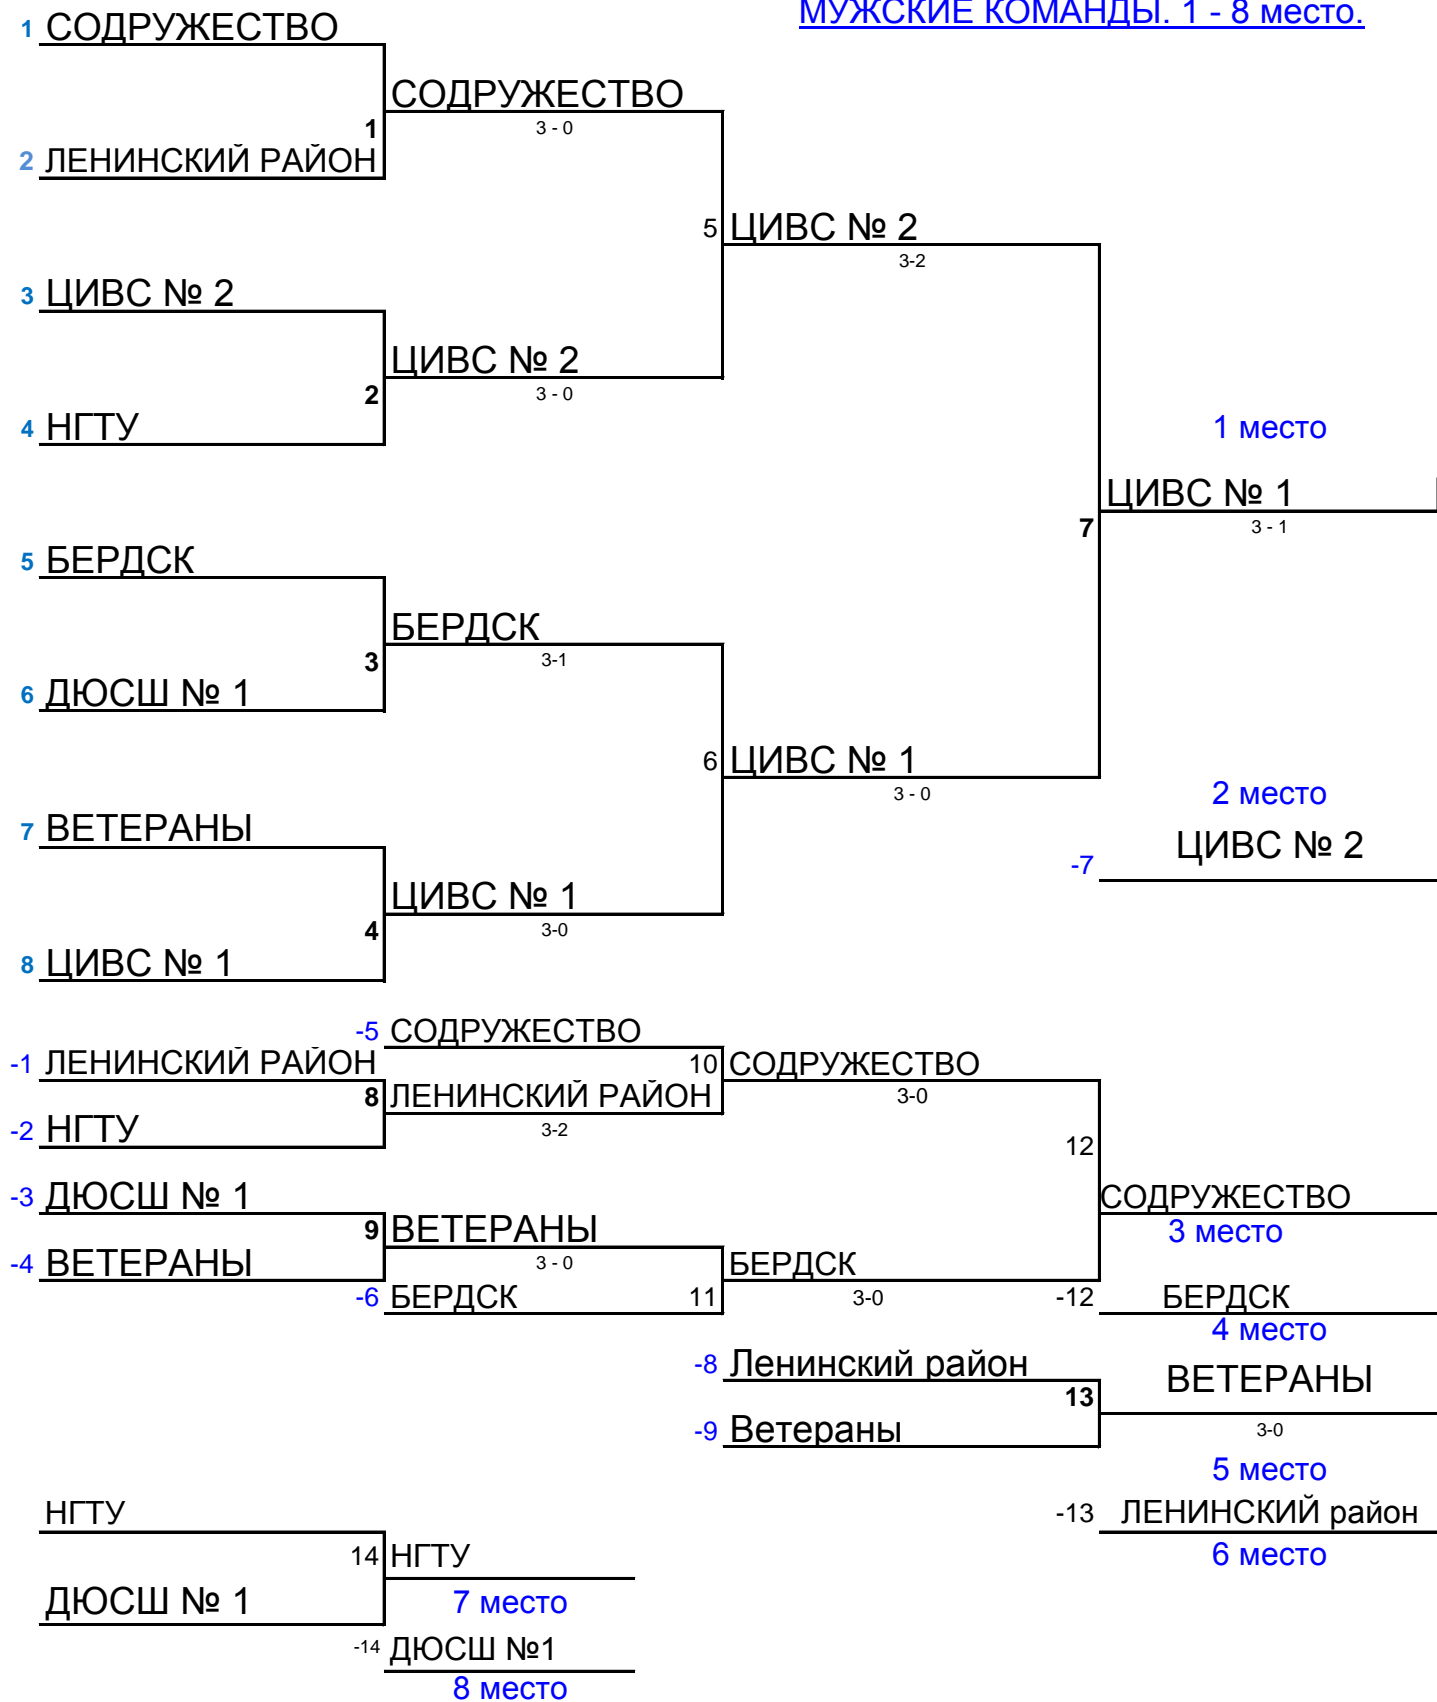 МУЖСКИЕ КОМАНДЫ. 1 - 8 место.
1 СОДРУЖЕСТВО
СОДРУЖЕСТВО
1 3 - 0
2 ЛЕНИНСКИЙ РАЙОН
5 ЦИВС № 2
3-2
3 ЦИВС № 2
ЦИВС № 2
2 3 - 0
4 НГТУ
1 место
ЦИВС № 1
7 3 - 1
5 БЕРДСК
БЕРДСК
3 3-1
6 ДЮСШ № 1
6 ЦИВС № 1
3 - 0
2 место
7 ВЕТЕРАНЫ
ЦИВС № 2
-7
ЦИВС № 1
4 3-0
8 ЦИВС № 1
-5 СОДРУЖЕСТВО
-1 ЛЕНИНСКИЙ РАЙОН 10 СОДРУЖЕСТВО
8 ЛЕНИНСКИЙ РАЙОН 3-0
-2 НГТУ 3-2
12
-3 ДЮСШ № 1 СОДРУЖЕСТВО
9 ВЕТЕРАНЫ 3 место
-4 ВЕТЕРАНЫ 3 - 0 БЕРДСК
-6 БЕРДСК 11 3-0 -12 БЕРДСК
4 место
-8 Ленинский район ВЕТЕРАНЫ
13
-9 Ветераны 3-0
5 место
НГТУ -13 ЛЕНИНСКИЙ район
14 НГТУ 6 место
ДЮСШ № 1 7 место
-14 ДЮСШ №1
8 место